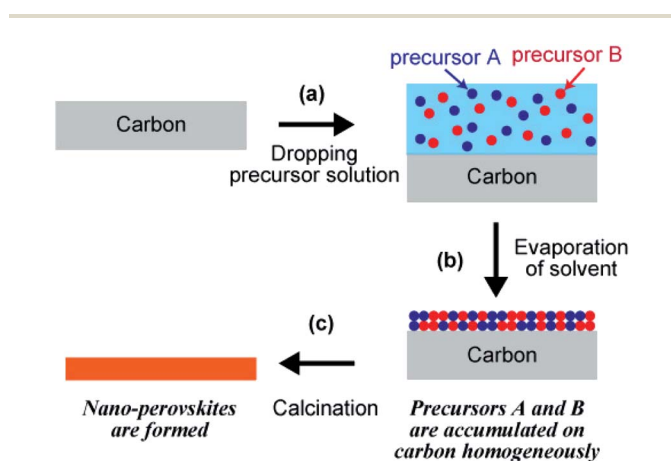 precursor A
precursor B
(a)
Carbon
Dropping
precursor solution
Carbon
(b)
Evaporation
of solvent
(c)
Carbon
Calcination
Nano-perovskites
are formed
Precursors A and B
are accumulated on
carbon homogeneously